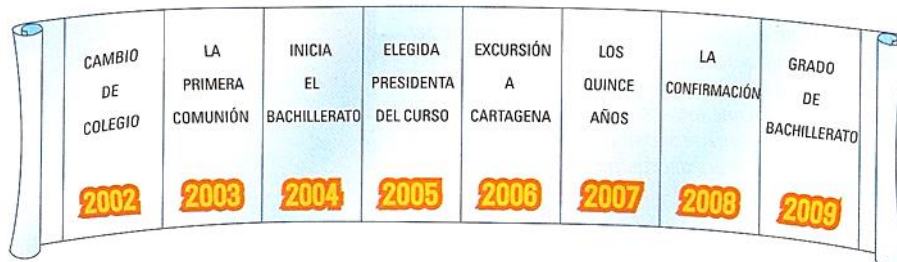 CAMBIO
DE
COLEGIO
2002
LA
PRIMERA
COMUNIÓN
2003
INICIA
EL
BACHILLERATO
2004
ELEGIDA
PRESIDENTA
DEL CURSO
2005
EXCURSIÓN
A
CARTAGENA
2006
LOS
QUINCE
AÑOS
2007
LA
CONFIRMACIÓN
2008
GRADO
DE
BACHILLERATO
2009